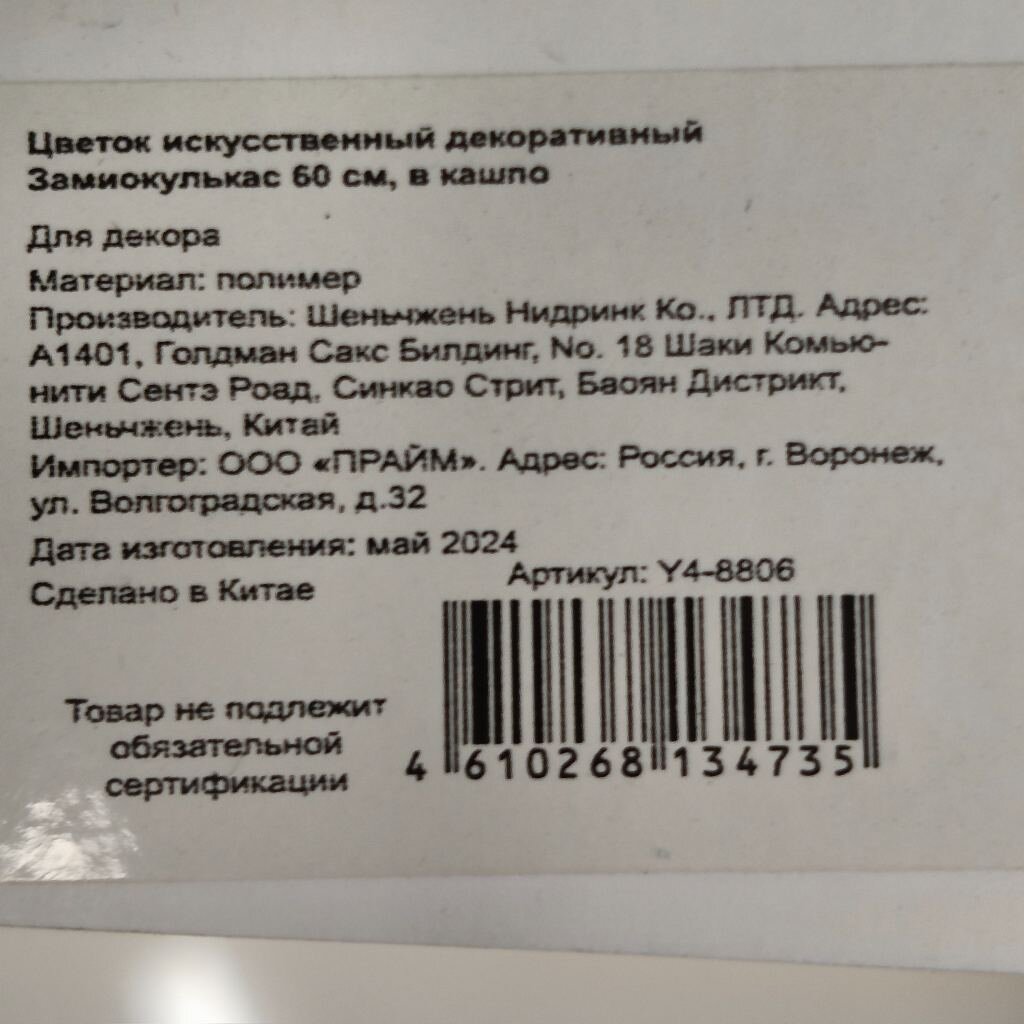 Цветок искусственный декоративный
Замиокулькас 60 см, в кашпо
Для декора
Материал: полимер
Производитель: Шеньчжень Нидринк Ко., ЛТД. Адрес:
А1401, Голдман Сакс Билдинг, No. 18 Шаки Комью-
нити Сентэ Роад, Синкао Стрит, Баоян Дистрикт,
Шеньчжень, Китай
Импортер: ООО «ПРАЙМ». Адрес: Россия, г. Воронеж,
ул. Волгоградская, д.32
Дата изготовления: май 2024
Артикул: Y4-8806
Сделано в Китае
Товар не подлежит
обязательной
сертификации
4 610268 134735